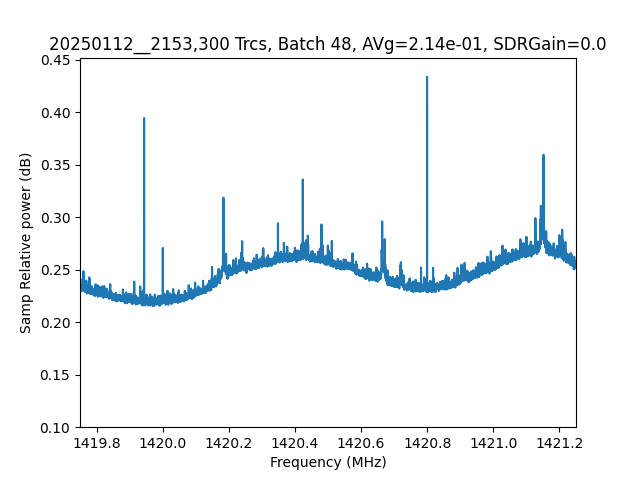 20250112__2153,300 Trcs, Batch 48, AVg=2.14e-01, SDRGain=0.0
0.45
0.40
0.35
0.30
0.25
0.20
0.15
0.10
Samp Relative power (dB)
1419.8 1420.0 1420.2 1420.4 1420.6 1420.8 1421.0 1421.2
Frequency (MHz)